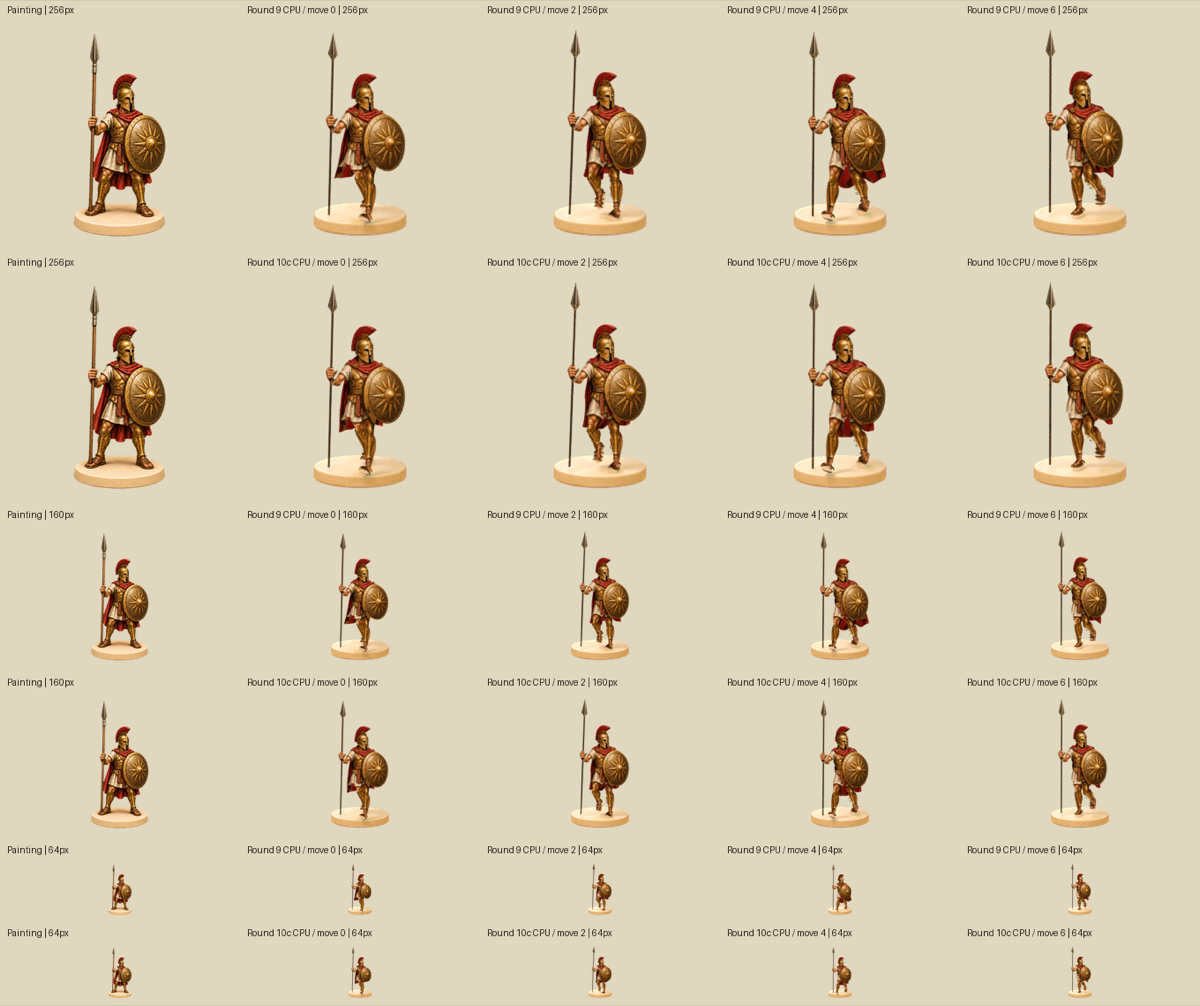 Painting | 256px
Round 9 CPU / move 0 | 256px
Round 9 CPU / move 2 | 256px
Round 9 CPU / move 4 | 256px
Round 9 CPU / move 6 | 256px
Painting | 256px
Round 10c CPU / move 0 | 256px
Round 10c CPU / move 2 | 256px
Round 10c CPU / move 4 | 256px
Round 10c CPU / move 6 | 256px
Painting | 160px
Round 9 CPU / move 0 | 160px
Round 9 CPU / move 2 | 160px
Round 9 CPU / move 4 | 160px
Round 9 CPU / move 6 | 160px
Painting | 160px
Round 10c CPU / move 0 | 160px
Round 10c CPU / move 2 | 160px
Round 10c CPU / move 4 | 160px
Round 10c CPU / move 6 | 160px
Painting | 64px
Round 9 CPU / move 0 | 64px
Round 9 CPU / move 2 | 64px
Round 9 CPU / move 4 | 64px
Round 9 CPU / move 6 | 64px
Painting | 64px
Round 10c CPU / move 0 | 64px
Round 10c CPU / move 2 | 64px
Round 10c CPU / move 4 | 64px
Round 10c CPU / move 6 | 64px